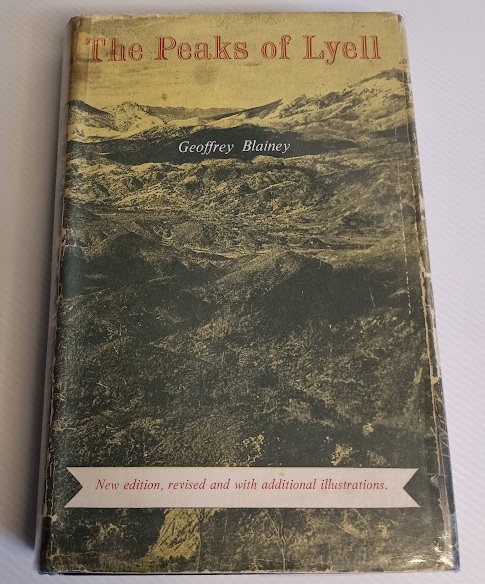 The Peaks of Lyell
Geoffrey Blainey
New edition, revised and with additional illustrations.